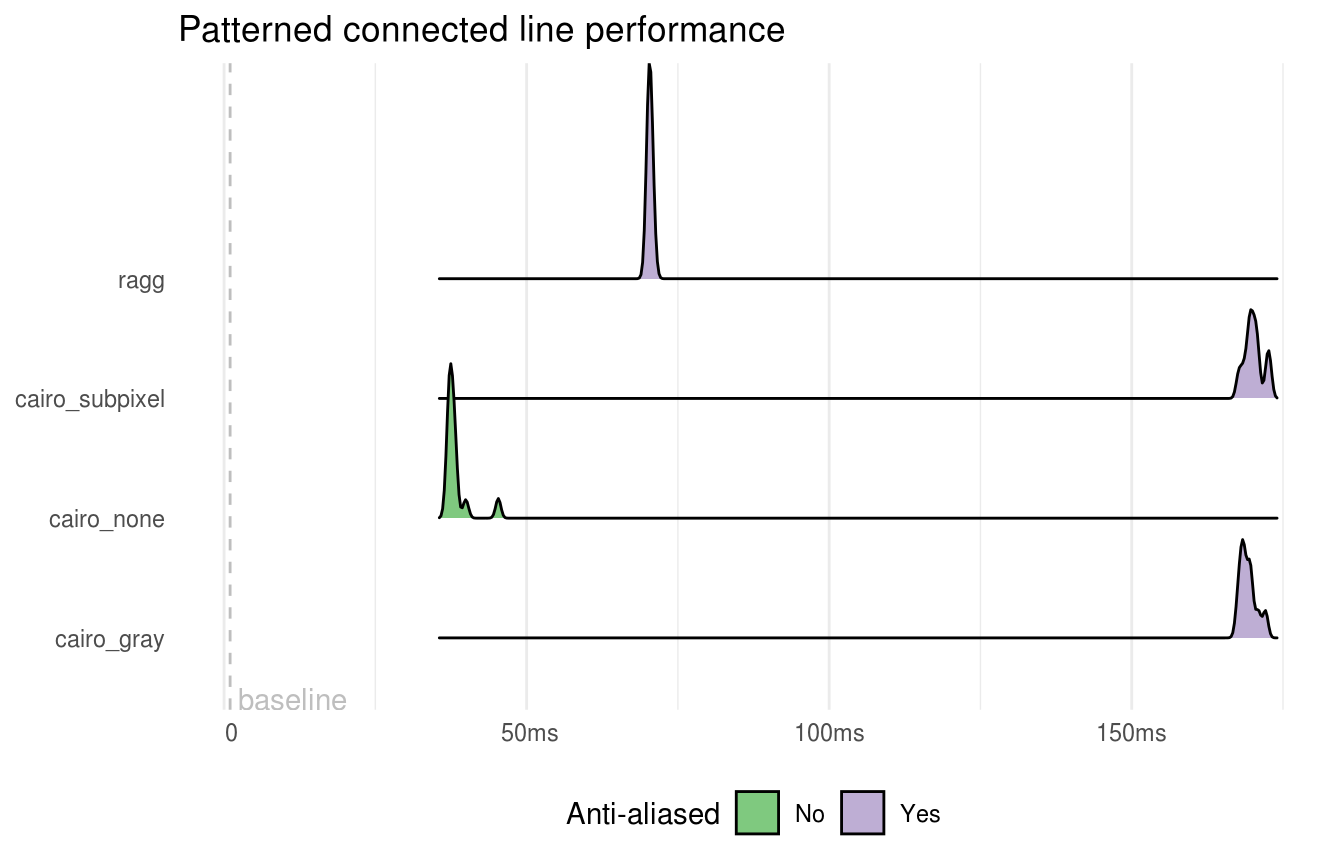 Patterned connected line performance
ragg
cairo_subpixel
cairo_none
cairo_gray
baseline
0 50ms 100ms 150ms
Anti-aliased No Yes